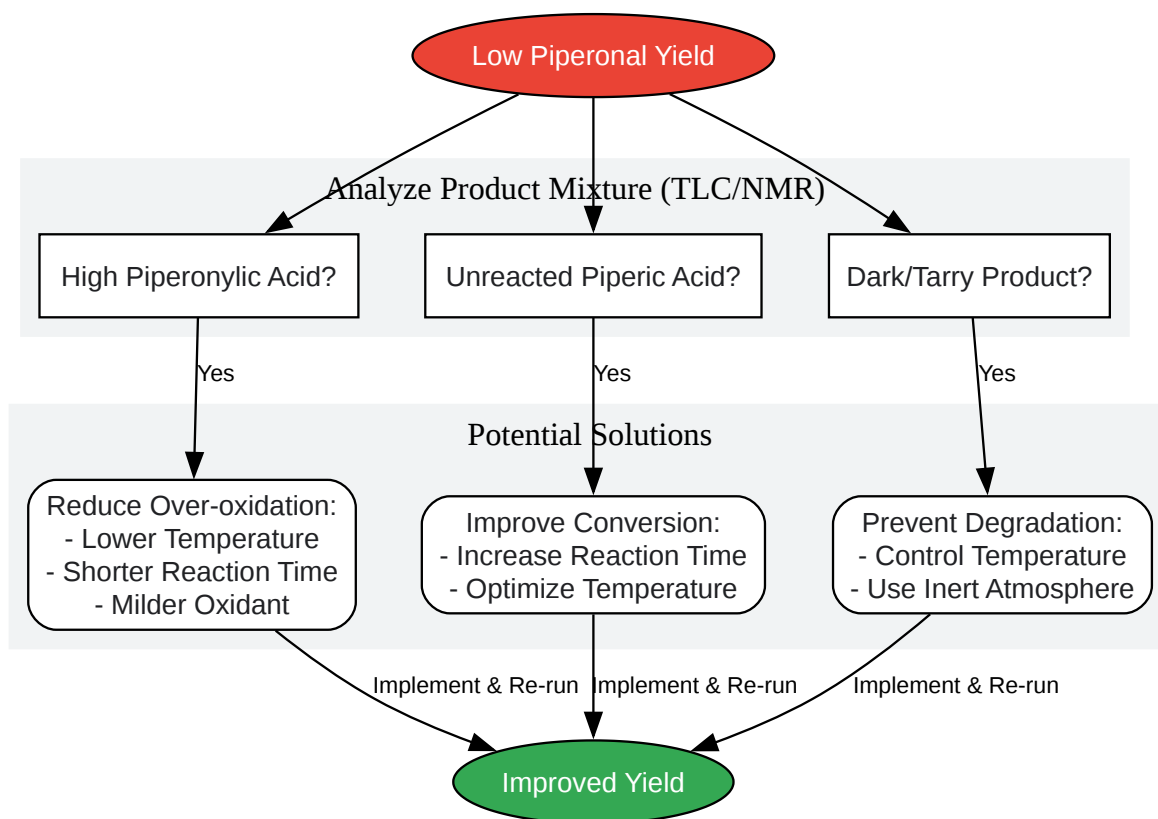 Low Piperonal Yield
Analyze Product Mixture (TLC/NMR)
High Piperonylic Acid?
Unreacted Piperic Acid?
Dark/Tarry Product?
Yes
Yes
Yes
Potential Solutions
Reduce Over-oxidation:
- Lower Temperature
- Shorter Reaction Time
- Milder Oxidant
Improve Conversion:
- Increase Reaction Time
- Optimize Temperature
Prevent Degradation:
- Control Temperature
- Use Inert Atmosphere
Implement & Re-run
Implement & Re-run
Implement & Re-run
Improved Yield